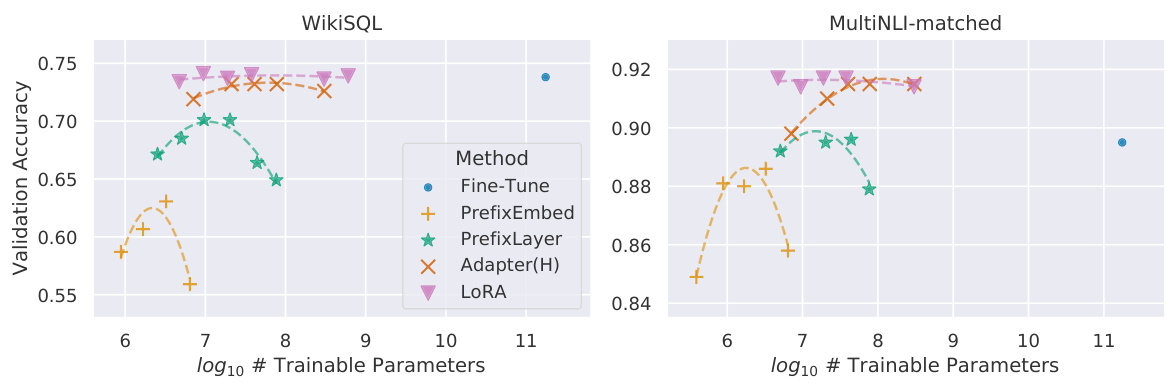 WikiSQL
0.75
0.70
0.65
0.60
0.55
Validation Accuracy
6 7 8 9 10 11
log10 # Trainable Parameters
Method
Fine-Tune
PrefixEmbed
PrefixLayer
Adapter(H)
LoRA
MultiNLI-matched
0.92
0.90
0.88
0.86
0.84
6 7 8 9 10 11
log10 # Trainable Parameters